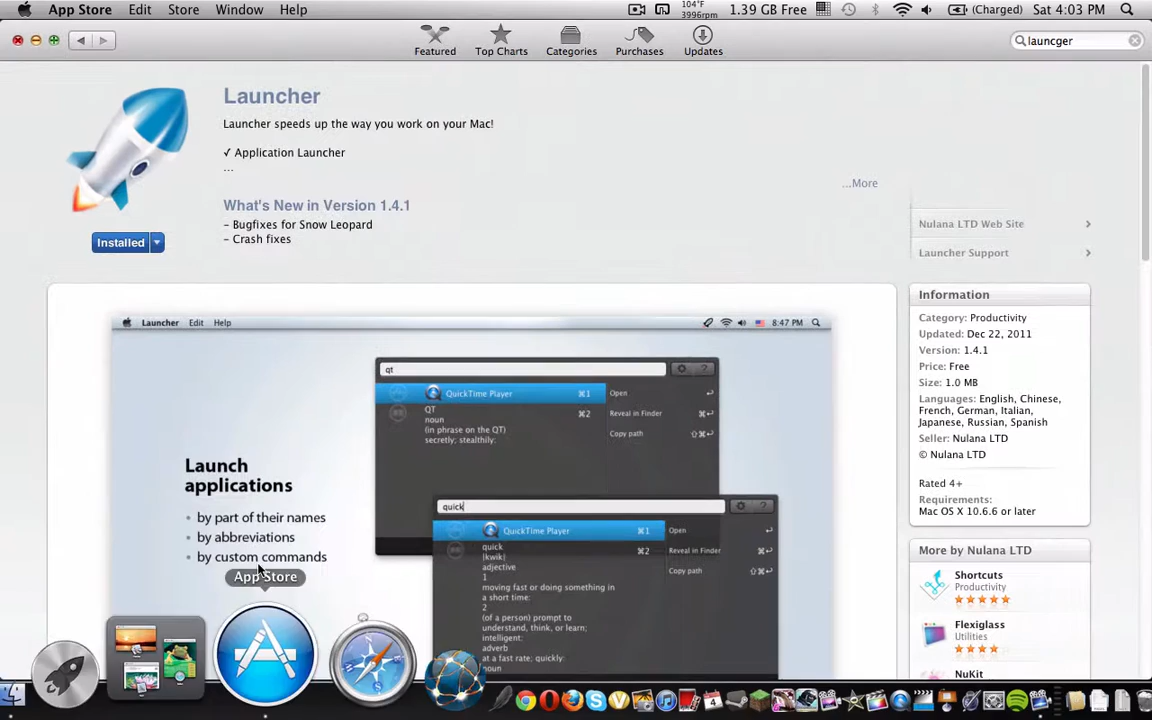 App Store Edit Store Window Help
104°F
3996rpm
1.39 GB Free
(Charged) Sat 4:03 PM
Featured Top Charts Categories Purchases Updates
launcger
Launcher
Launcher speeds up the way you work on your Mac!
✓ Application Launcher
...
...More
What's New in Version 1.4.1
- Bugfixes for Snow Leopard
- Crash fixes
Installed
Nulana LTD Web Site
Launcher Support
Launcher Edit Help
8:47 PM
qt
QuickTime Player ⌘1
Open
QT ⌘2
Reveal in Finder
noun
(in phrase on the QT)
Copy path
secretly; stealthily:
Launch
applications
• by part of their names
• by abbreviations
• by custom commands
quick
QuickTime Player ⌘1
Open
quick ⌘2
Reveal in Finder
|kwik|
adjective
Copy path
1
moving fast or doing something in
a short time:
2
(of a person) prompt to
understand, think, or learn;
intelligent:
adverb
at a fast rate; quickly:
noun
Information
Category: Productivity
Updated: Dec 22, 2011
Version: 1.4.1
Price: Free
Size: 1.0 MB
Languages: English, Chinese,
French, German, Italian,
Japanese, Russian, Spanish
Seller: Nulana LTD
© Nulana LTD
Rated 4+
Requirements:
Mac OS X 10.6.6 or later
More by Nulana LTD
Shortcuts
Productivity
Flexiglass
Utilities
NuKit
App Store
4